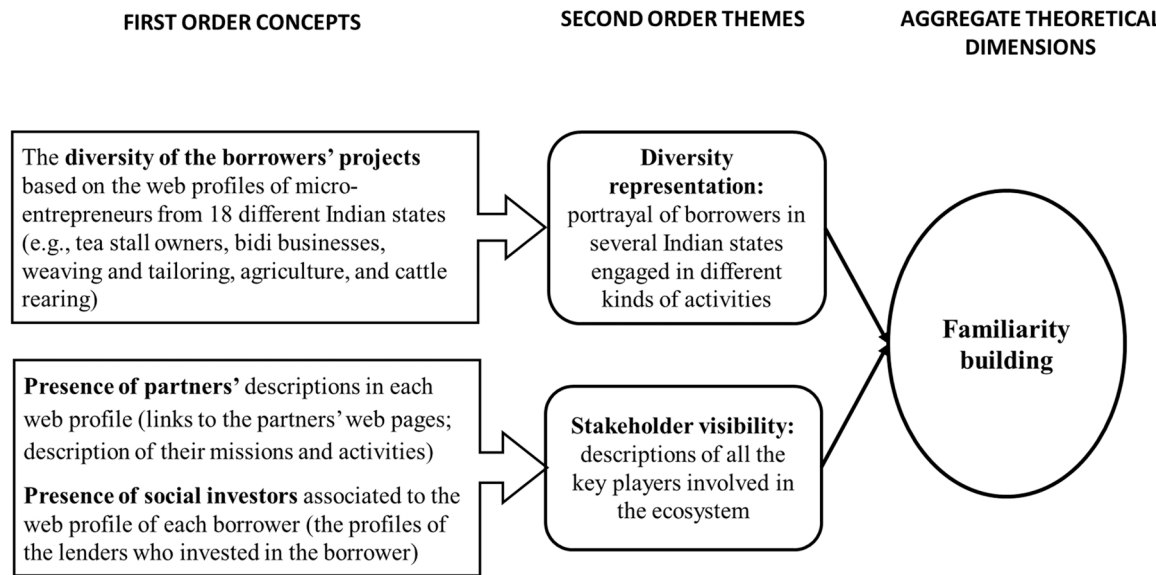 FIRST ORDER CONCEPTS
SECOND ORDER THEMES
AGGREGATE THEORETICAL
DIMENSIONS
The diversity of the borrowers’ projects
based on the web profiles of micro-
entrepreneurs from 18 different Indian states
(e.g., tea stall owners, bidi businesses,
weaving and tailoring, agriculture, and cattle
rearing)
Diversity
representation:
portrayal of borrowers in
several Indian states
engaged in different
kinds of activities
Presence of partners’ descriptions in each
web profile (links to the partners’ web pages;
description of their missions and activities)
Presence of social investors associated to the
web profile of each borrower (the profiles of
the lenders who invested in the borrower)
Stakeholder visibility:
descriptions of all the
key players involved in
the ecosystem
Familiarity
building